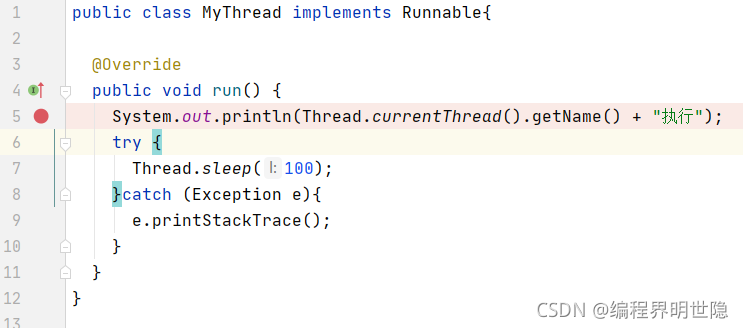 1 public class MyThread implements Runnable{
2
3 @Override
4 public void run() {
5 System.out.println(Thread.currentThread().getName() + "执行");
6 try {
7 Thread.sleep( l: 100);
8 }catch (Exception e){
9 e.printStackTrace();
10 }
11 }
12 }
13
CSDN @编程界明世隐